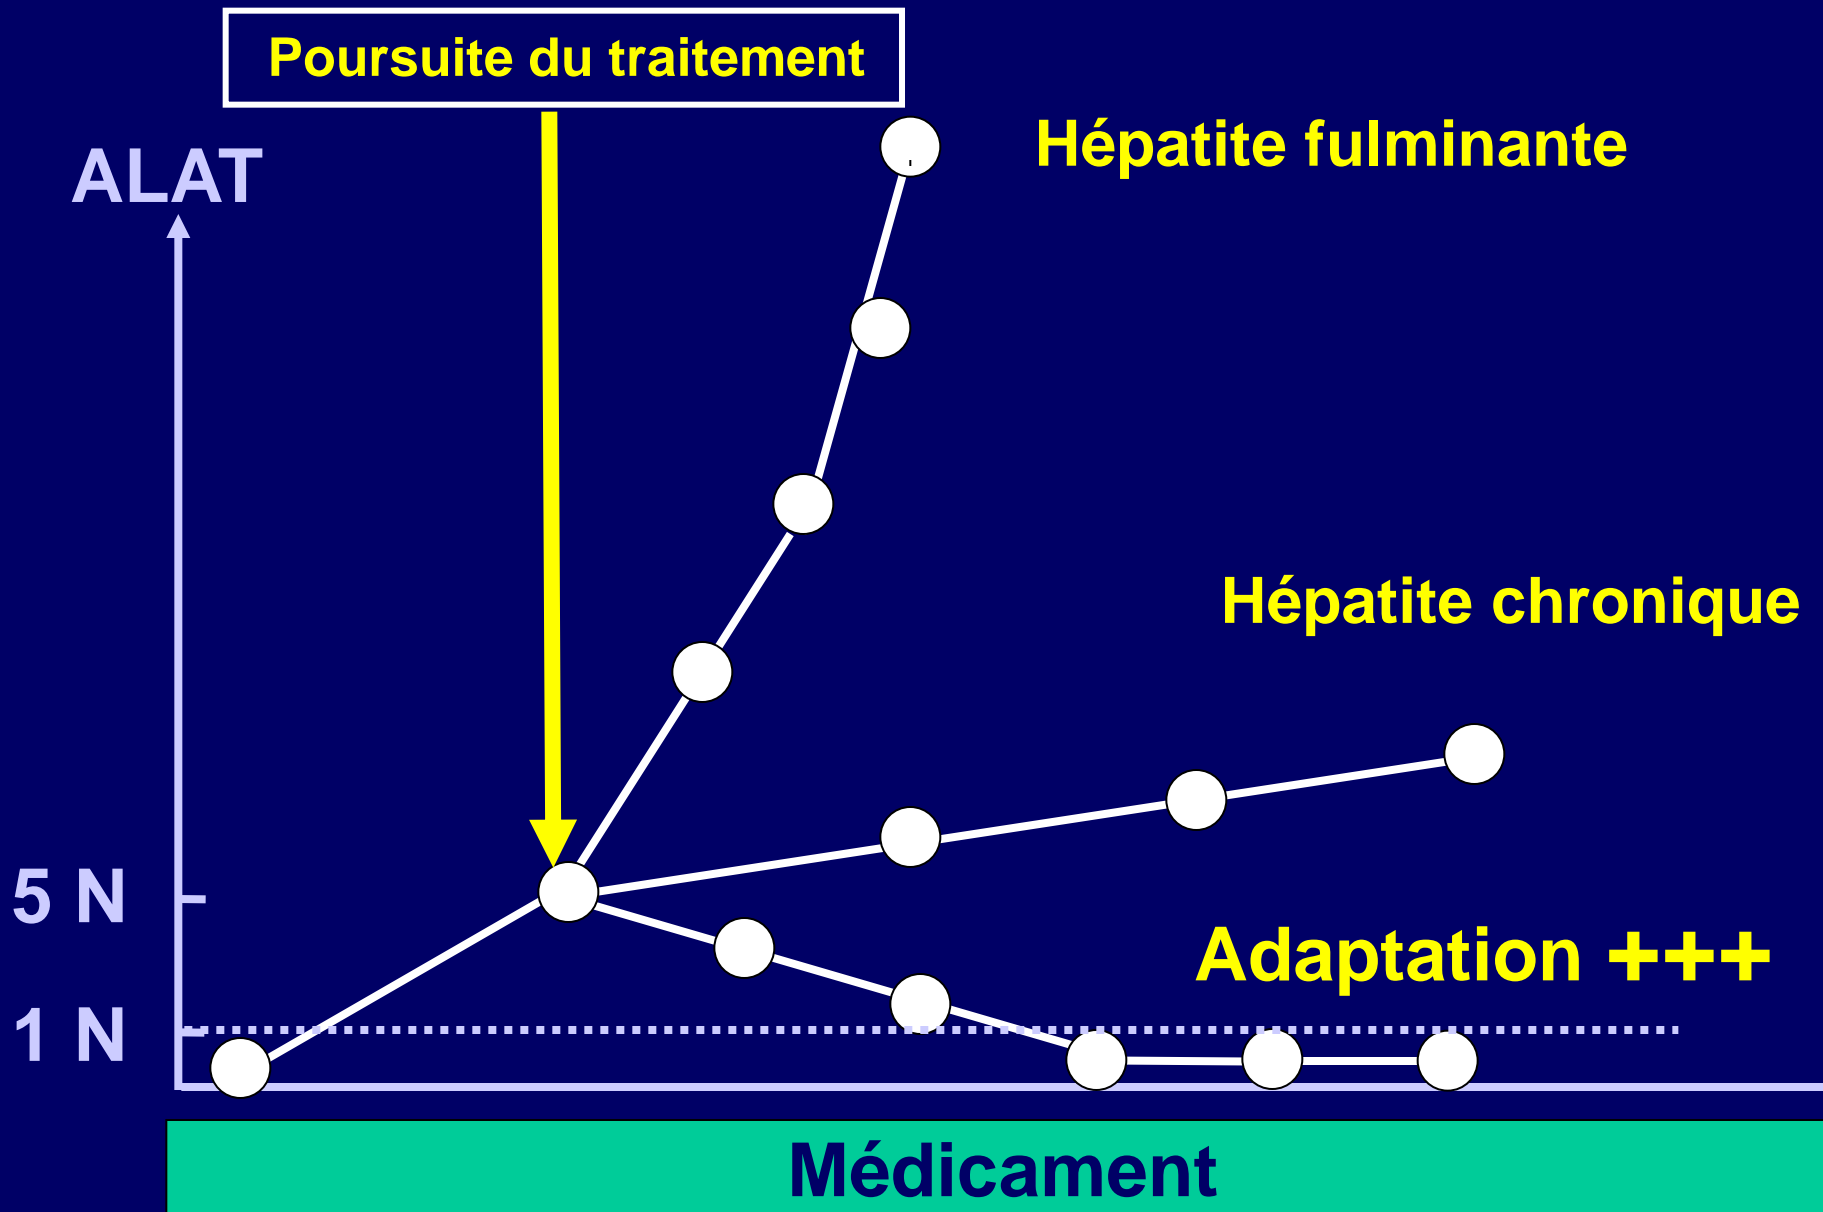 Poursuite du traitement
Hépatite fulminante
ALAT
Hépatite chronique
5 N
Adaptation +++
1 N
Médicament